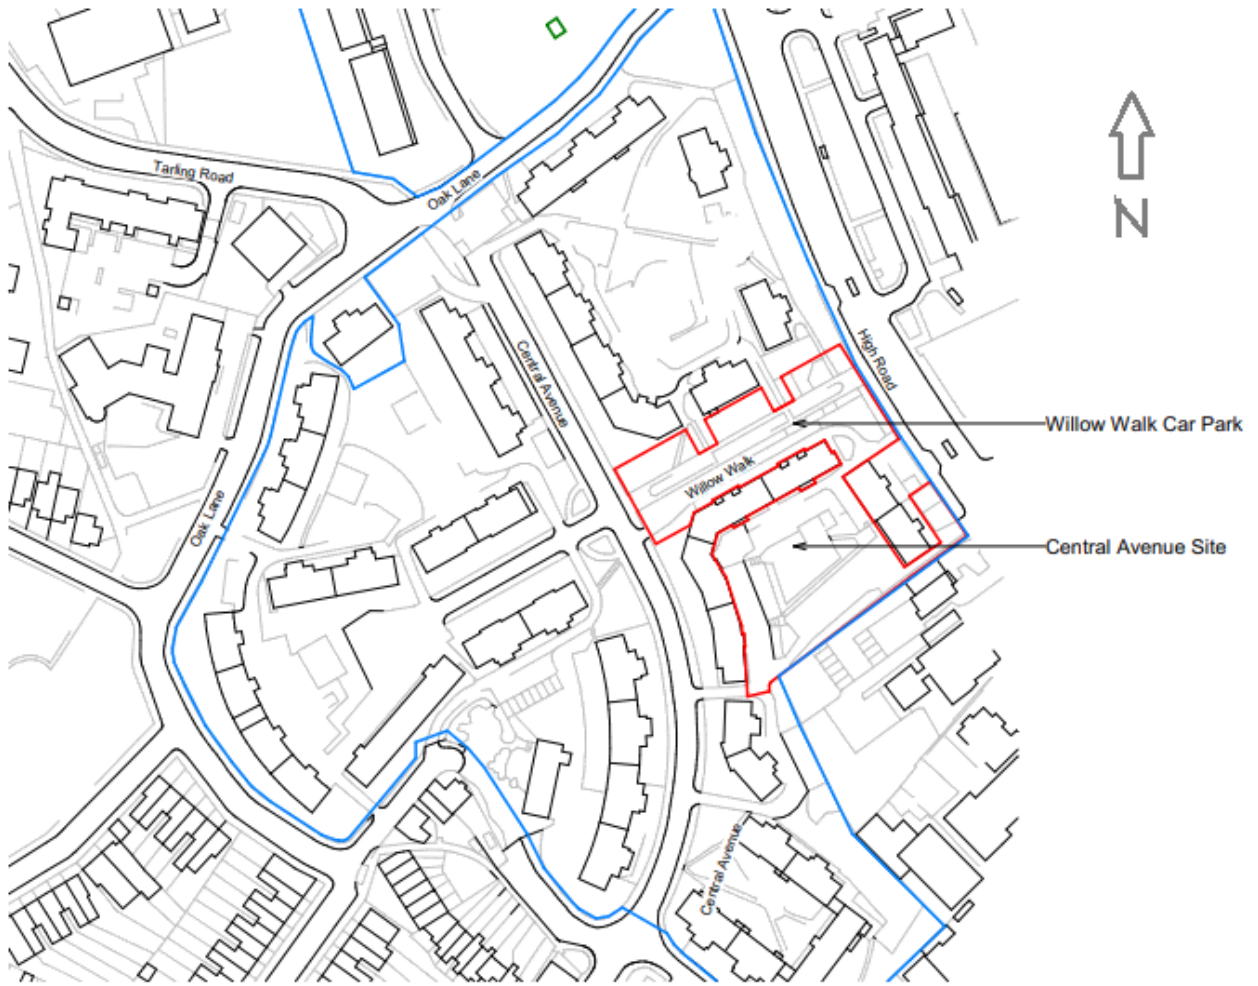 Tarling Road
Oak Lane
N
High Road
Central Avenue
Willow Walk Car Park
Willow Walk
Oak Lane
Central Avenue Site
Central Avenue